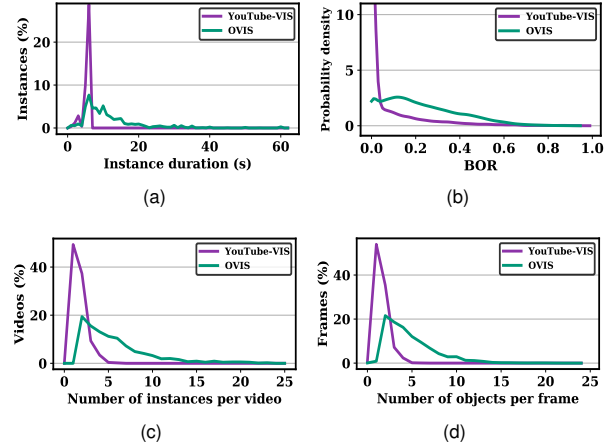 Instances (%)
20
10
0
0
20
40
60
Instance duration (s)
YouTube-VIS
OVIS
(a)
Probability density
10
5
0
0.0
0.2
0.4
0.6
0.8
1.0
BOR
YouTube-VIS
OVIS
(b)
Videos (%)
40
20
0
0
5
10
15
20
25
Number of instances per video
YouTube-VIS
OVIS
(c)
Frames (%)
40
20
0
0
5
10
15
20
25
Number of objects per frame
YouTube-VIS
OVIS
(d)